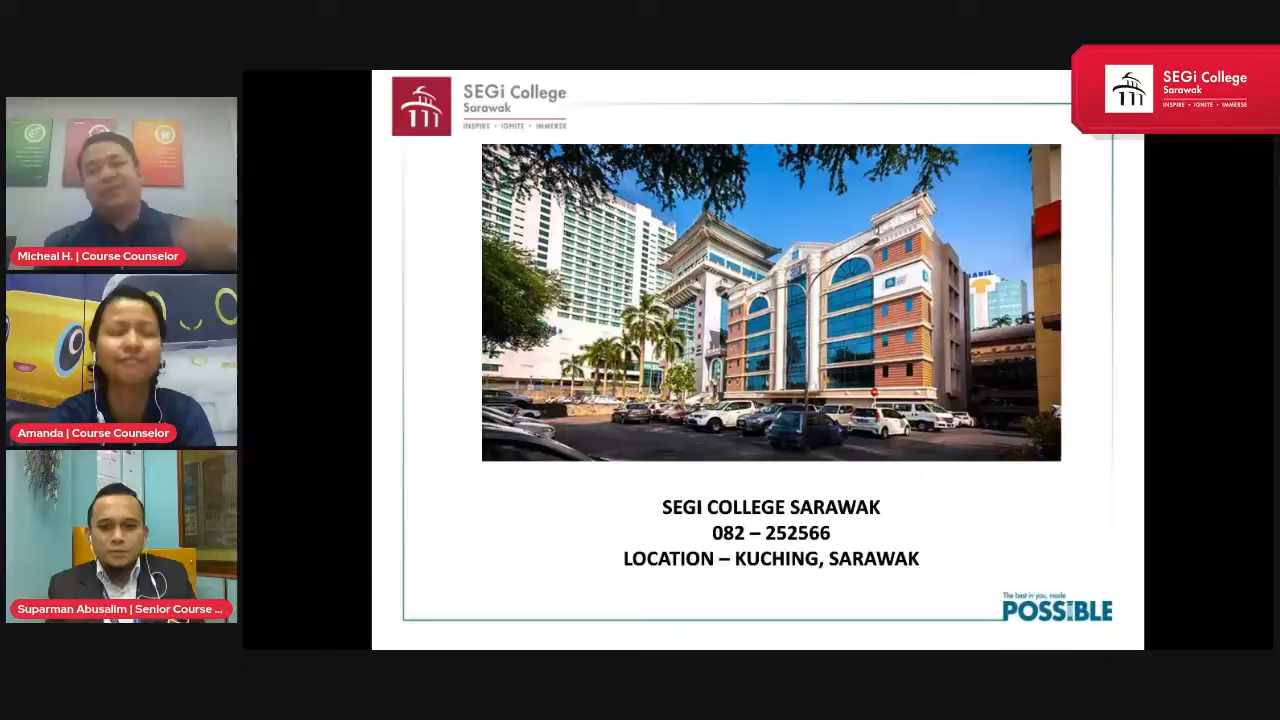 SEGi College
Sarawak
INSPIRE • IGNITE • IMMERSE
SEGi College
Sarawak
INSPIRE • IGNITE • IMMERSE
Micheal H. | Course Counselor
Amanda | Course Counselor
Suparman Abusalim | Senior Course ...
SEGI COLLEGE SARAWAK
082 – 252566
LOCATION – KUCHING, SARAWAK
The best in you, made
POSSIBLE